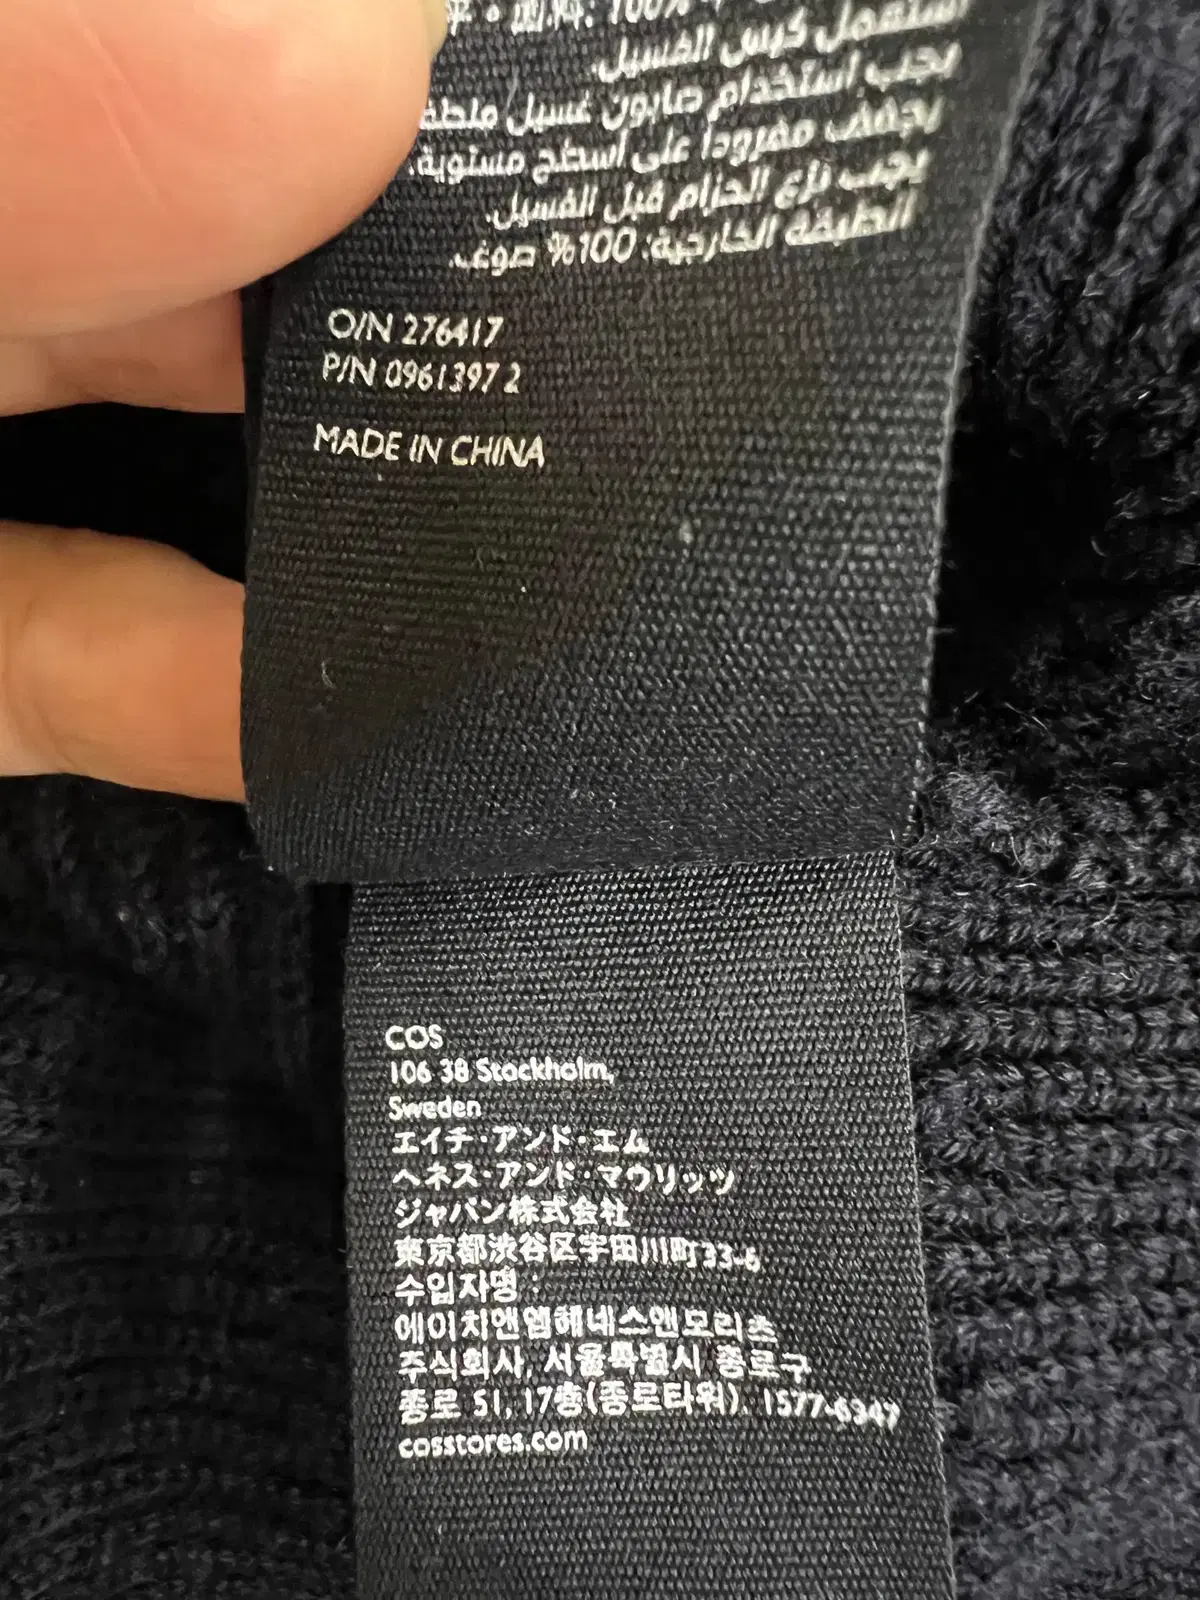 面料: 100%
استعمل كيس الغسيل.
يجب استخدام صابون غسيل ملطف
يجفف مفروداً على أسطح مستوية.
يجب نزع الحزام قبل الغسيل.
الطبقة الخارجية: 100% صوف.
O/N 276417
P/N 0961397 2
MADE IN CHINA
COS
106 38 Stockholm,
Sweden
エイチ・アンド・エム
ヘネス・アンド・マウリッツ
ジャパン株式会社
東京都渋谷区宇田川町33-6
수입자명 :
에이치앤엠헤네스앤모리츠
주식회사, 서울특별시 종로구
종로 51, 17층(종로타워). 1577-6347
cosstores.com